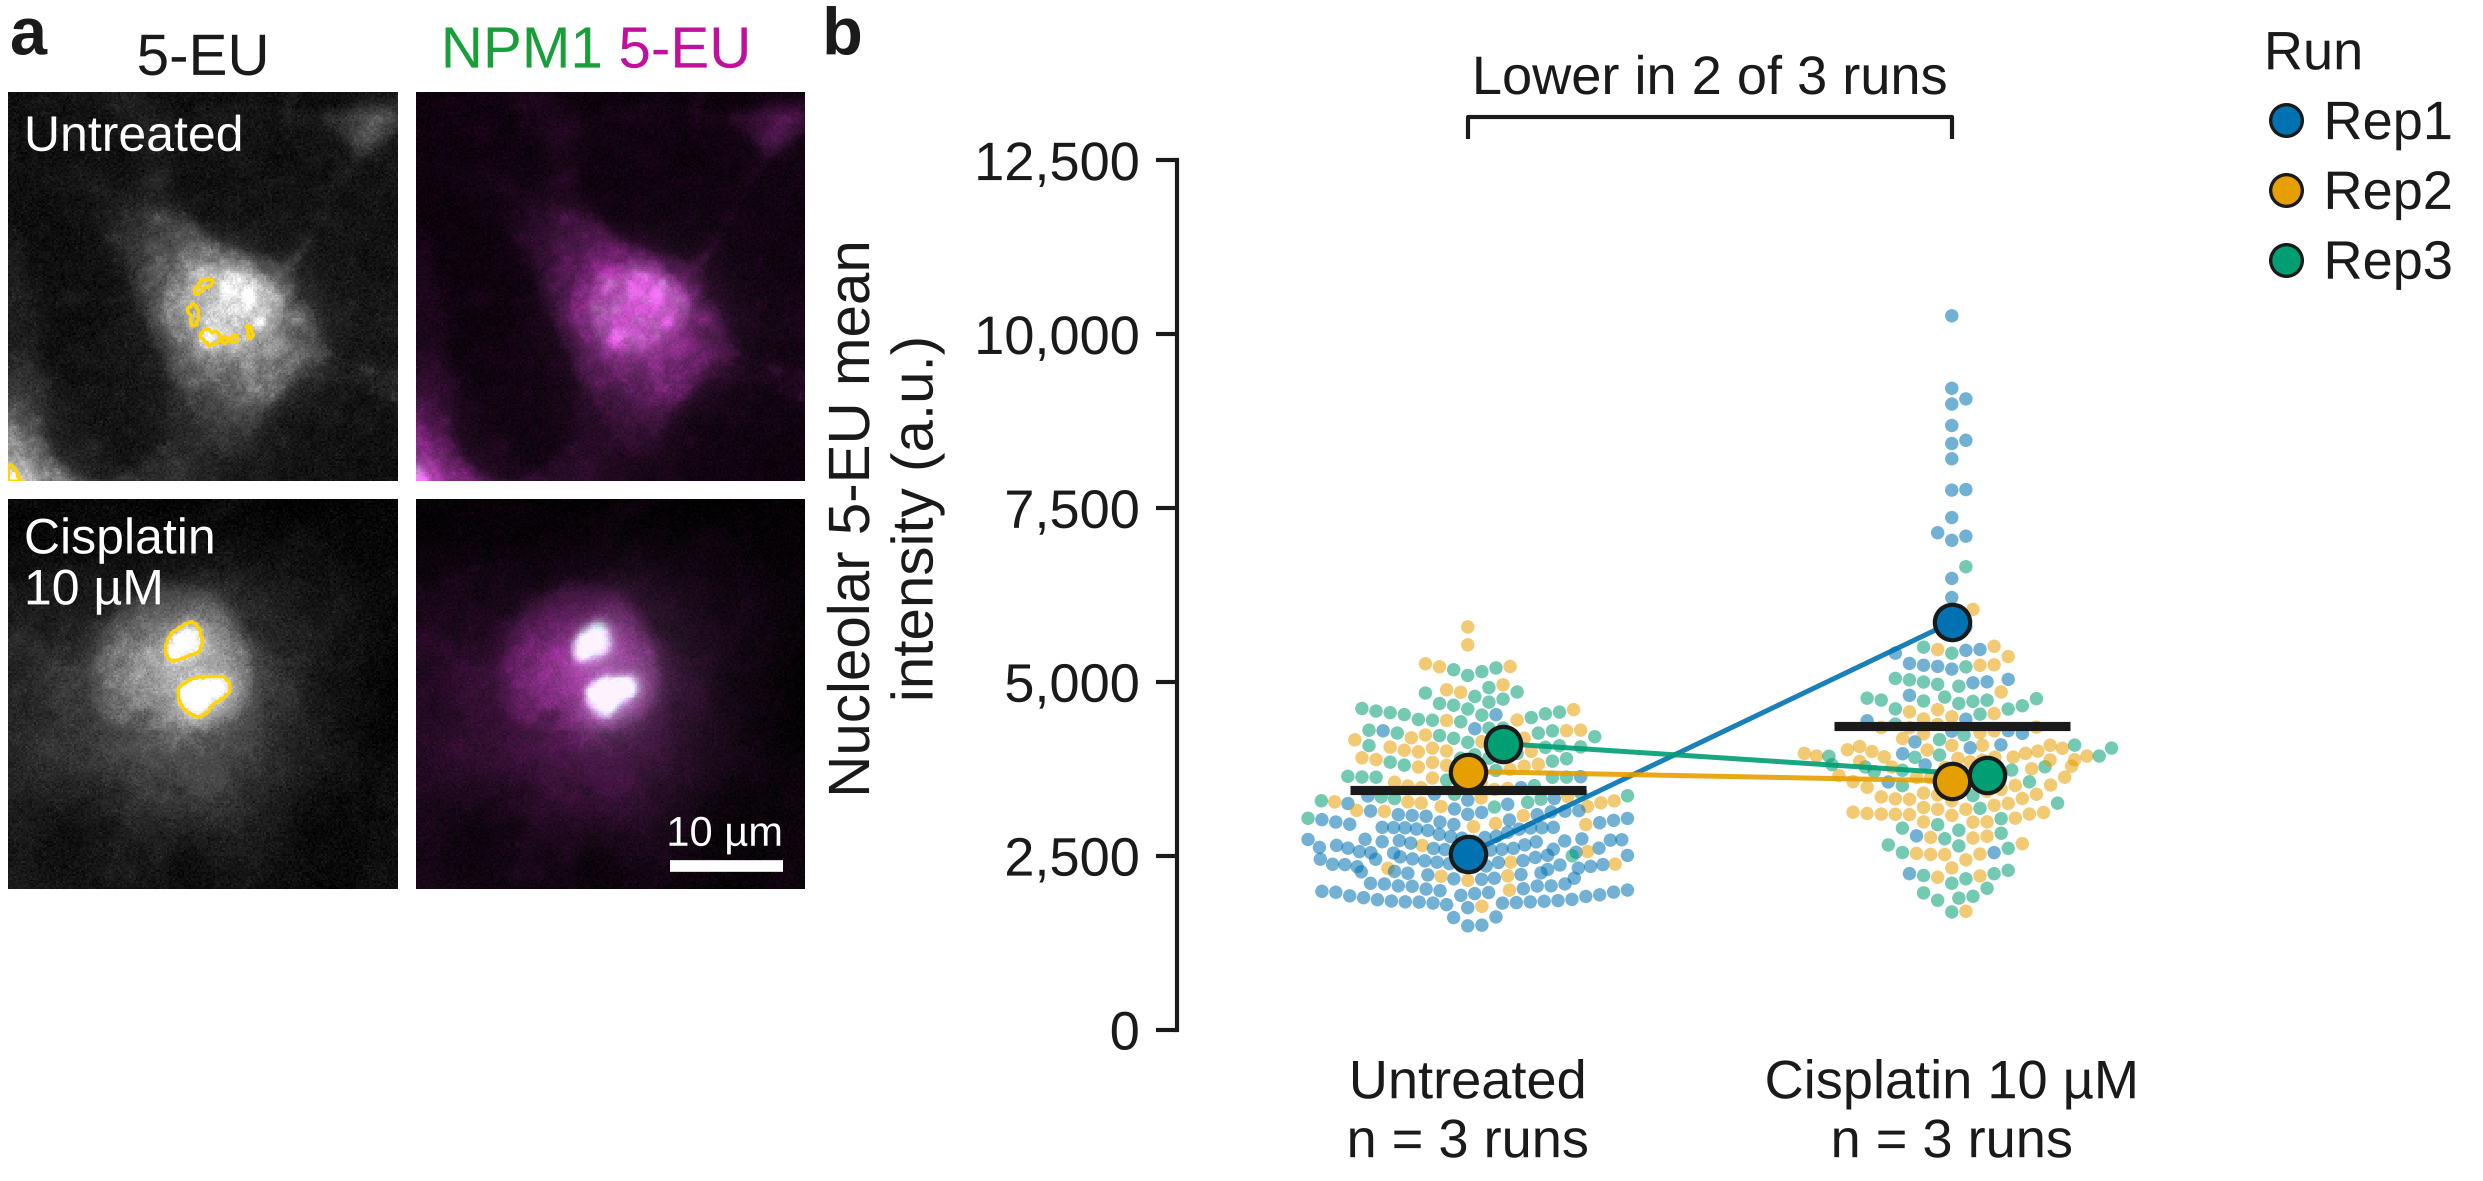 a
5-EU
NPM1 5-EU
Untreated
Cisplatin
10 µM
10 µm
b
Lower in 2 of 3 runs
Nucleolar 5-EU mean
intensity (a.u.)
12,500
10,000
7,500
5,000
2,500
0
Untreated
n = 3 runs
Cisplatin 10 µM
n = 3 runs
Run
Rep1
Rep2
Rep3